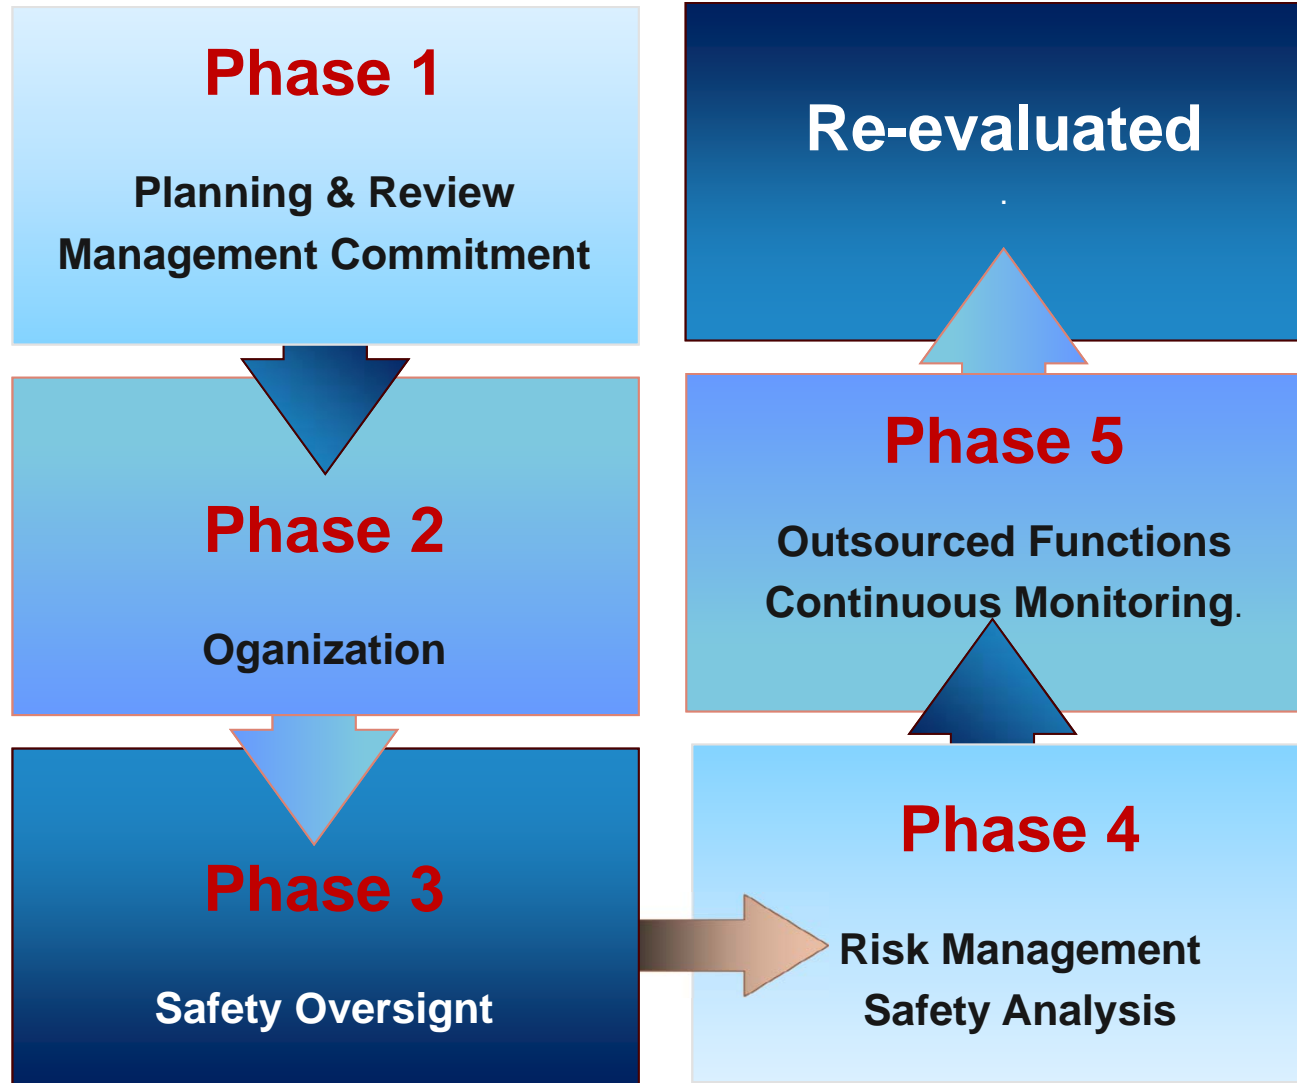 Phase 1
Planning & Review
Management Commitment
Phase 2
Oganization
Phase 3
Safety Oversignt
Phase 4
Risk Management
Safety Analysis
Phase 5
Outsourced Functions
Continuous Monitoring.
Re-evaluated
.